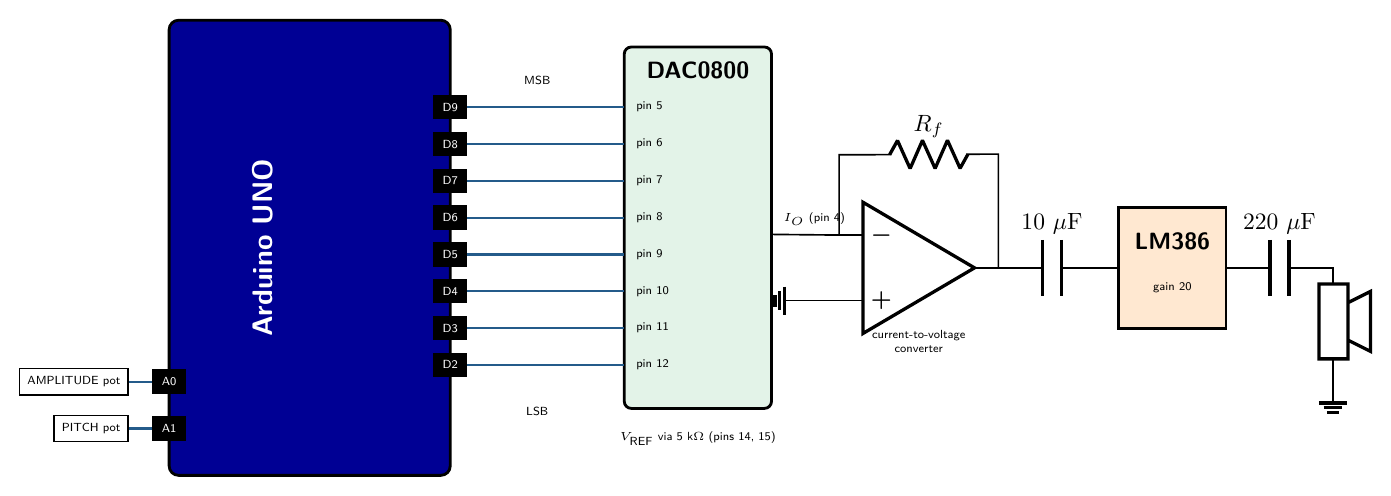 Arduino UNO
D9
D8
D7
D6
D5
D4
D3
D2
A0
A1
AMPLITUDE pot
PITCH pot
MSB
LSB
DAC0800
pin 5
pin 6
pin 7
pin 8
pin 9
pin 10
pin 11
pin 12
V_REF via 5 kΩ (pins 14, 15)
I_O (pin 4)
R_f
−
+
current-to-voltage
converter
10 μF
LM386
gain 20
220 μF